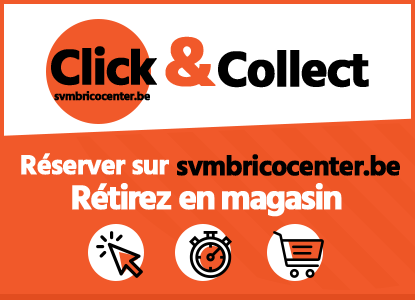 Click & Collect
svmbricocenter.be
Réserver sur svmbricocenter.be
Rétirez en magasin